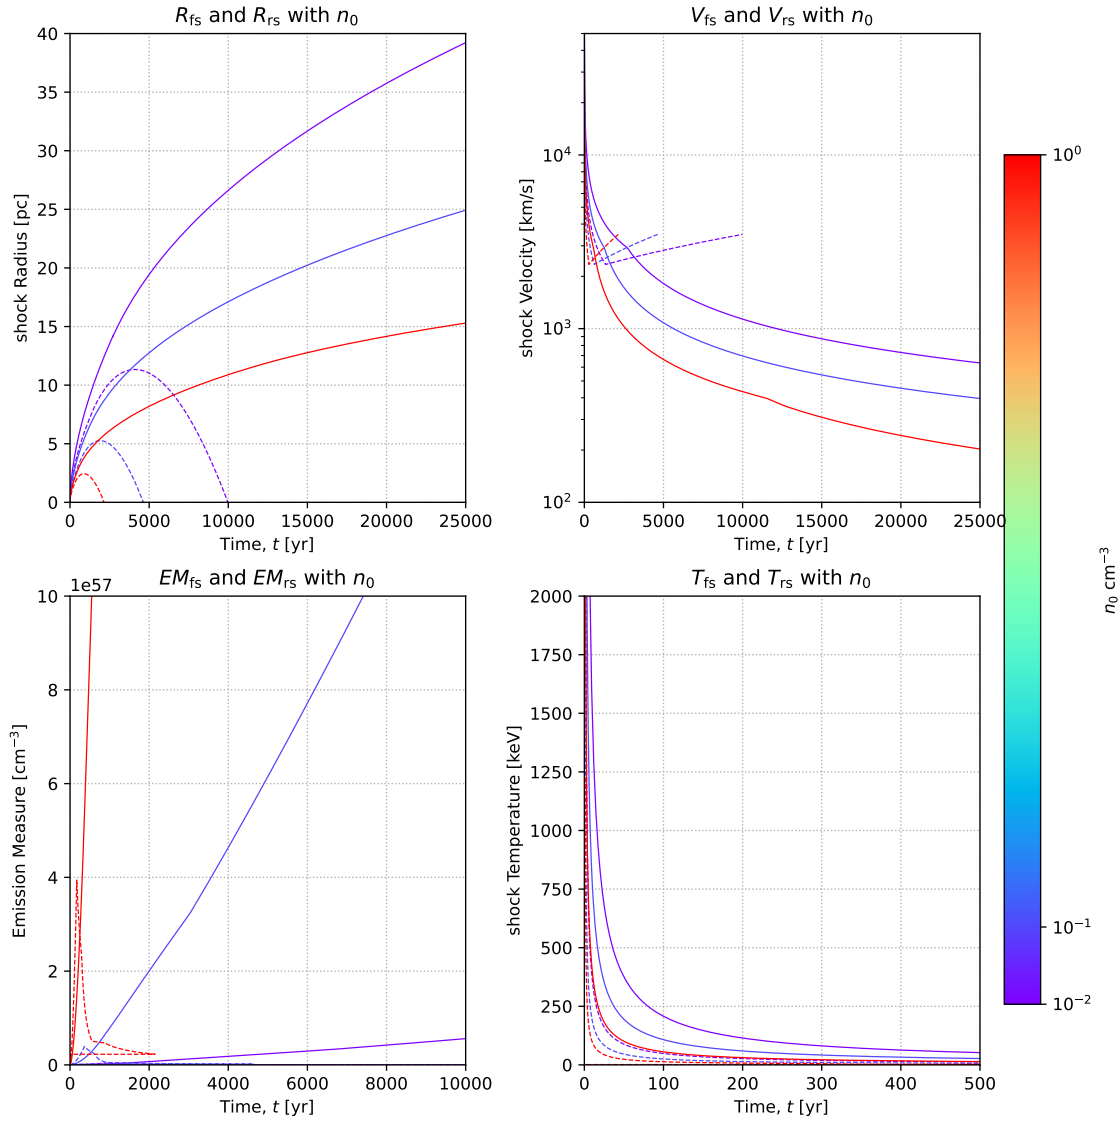 R_fs and R_rs with n_0
V_fs and V_rs with n_0
40
35
30
25
20
15
10
5
0
shock Radius [pc]
0 5000 10000 15000 20000 25000
Time, t [yr]
10^4
10^3
10^2
shock Velocity [km/s]
0 5000 10000 15000 20000 25000
Time, t [yr]
10^0
10^−1
10^−2
n_0 cm^−3
EM_fs and EM_rs with n_0
1e57
10
8
6
4
2
0
Emission Measure [cm^−3]
0 2000 4000 6000 8000 10000
Time, t [yr]
T_fs and T_rs with n_0
2000
1750
1500
1250
1000
750
500
250
0
shock Temperature [keV]
0 100 200 300 400 500
Time, t [yr]